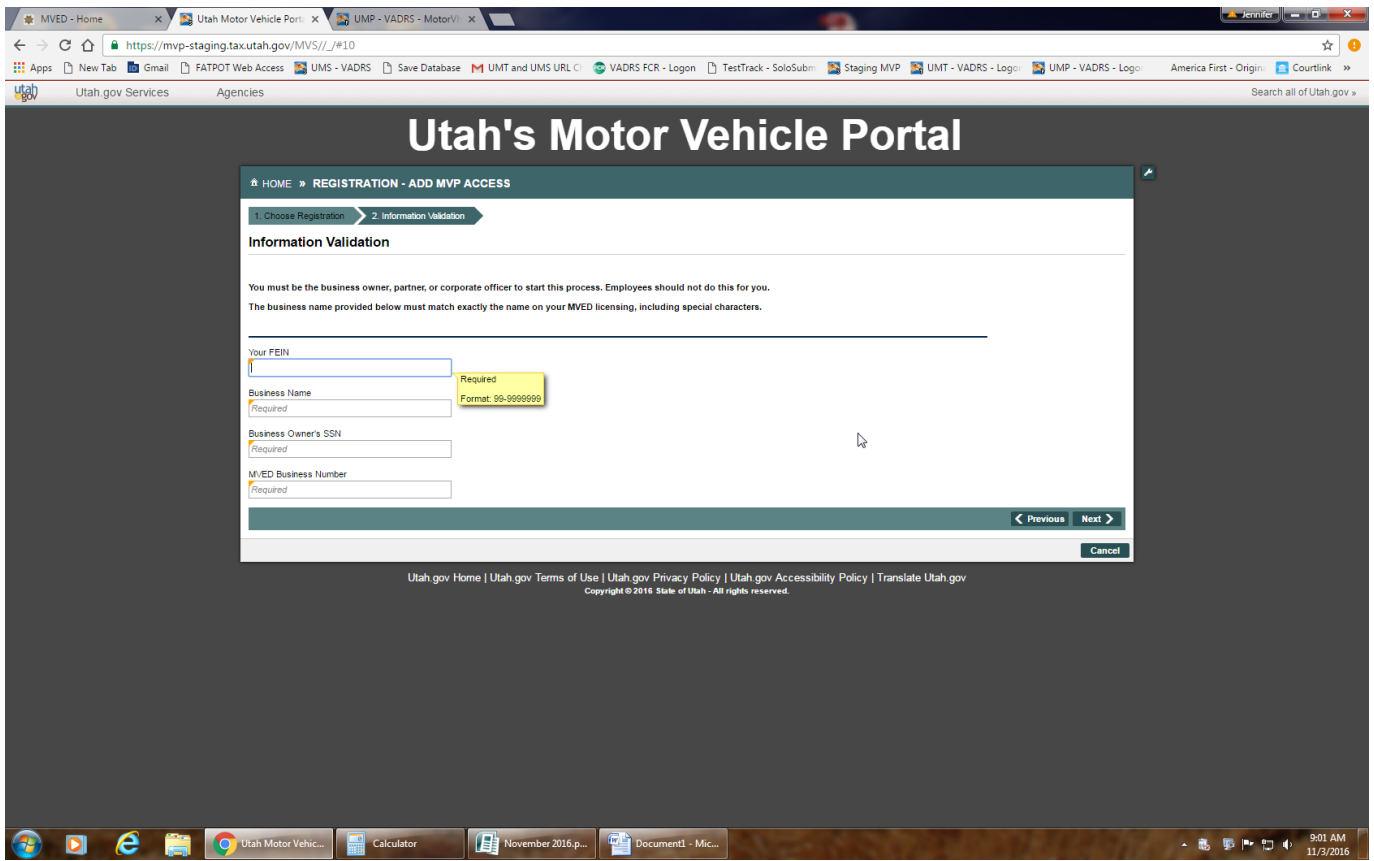 MVED - Home
Utah Motor Vehicle Port
UMP - VADRS - MotorV
Jennifer
https://mvp-staging.tax.utah.gov/MVS//_/#10
Apps New Tab Gmail FATPOT Web Access UMS - VADRS Save Database UMT and UMS URL C VADRS FCR - Logon TestTrack - SoloSubm Staging MVP UMT - VADRS - Logon UMP - VADRS - Logo America First - Origin Courtlink »
utah gov Utah.gov Services Agencies Search all of Utah.gov »
Utah's Motor Vehicle Portal
HOME » REGISTRATION - ADD MVP ACCESS
1. Choose Registration 2. Information Validation
Information Validation
You must be the business owner, partner, or corporate officer to start this process. Employees should not do this for you.
The business name provided below must match exactly the name on your MVED licensing, including special characters.
Your FEIN
Required
Format: 99-9999999
Business Name
Required
Business Owner's SSN
Required
MVED Business Number
Required
Previous Next
Cancel
Utah.gov Home | Utah.gov Terms of Use | Utah.gov Privacy Policy | Utah.gov Accessibility Policy | Translate Utah.gov
Copyright © 2016 State of Utah - All rights reserved.
Utah Motor Vehic... Calculator November 2016.p... Document1 - Mic...
9:01 AM
11/3/2016